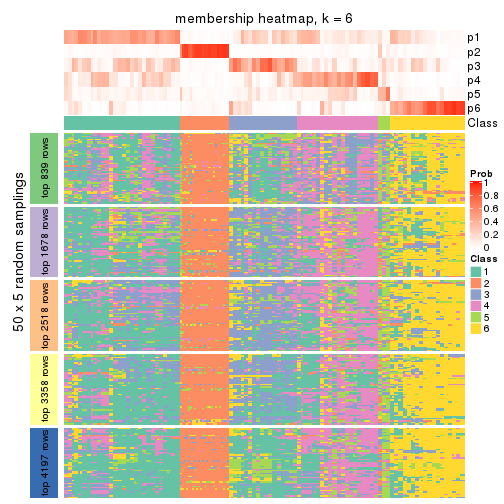 membership heatmap, k = 6
p1
p2
p3
p4
p5
p6
Class
50 x 5 random samplings
top 839 rows
top 1678 rows
top 2518 rows
top 3358 rows
top 4197 rows
Prob
1
0.8
0.6
0.4
0.2
0
Class
1
2
3
4
5
6